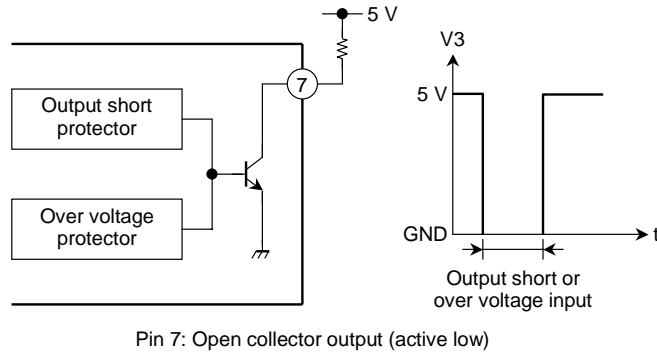 5 V
7
Output short
protector
Over voltage
protector
V3
5 V
GND
t
Output short or
over voltage input
Pin 7: Open collector output (active low)